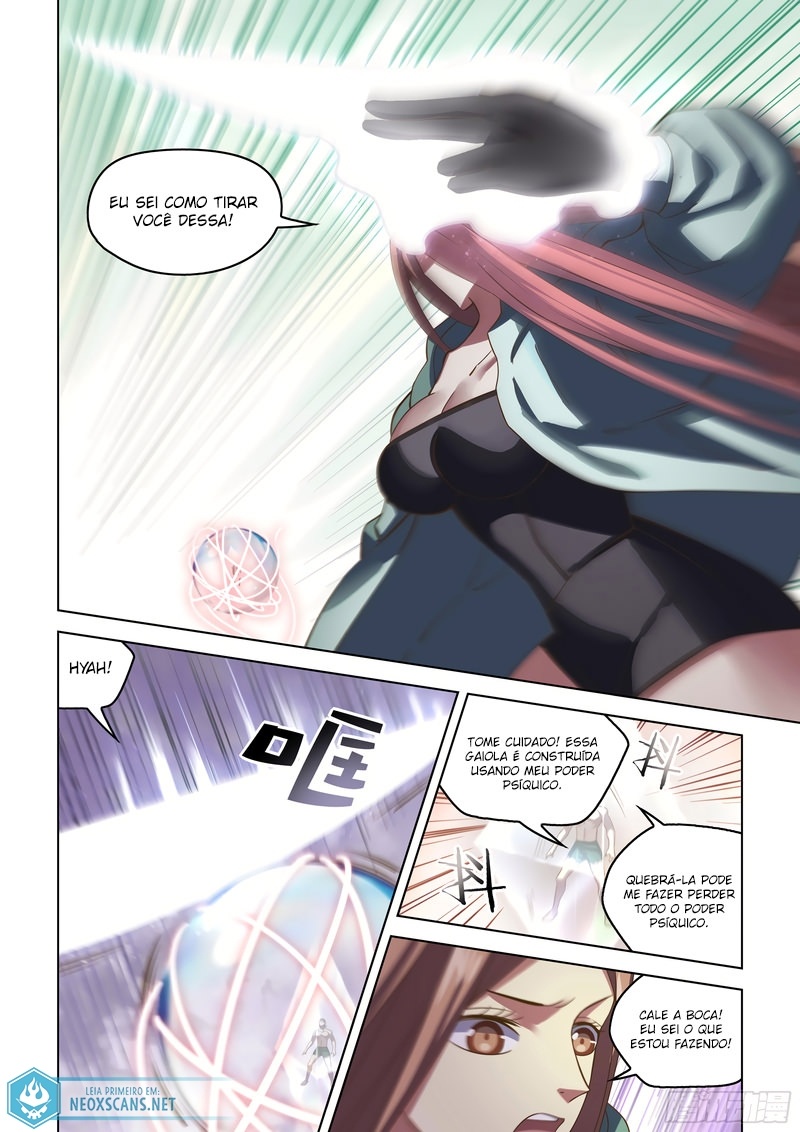 EU SEI COMO TIRAR
VOCÊ DESSA!
HYAH!
哐
TOME CUIDADO! ESSA
GAIOLA É CONSTRUÍDA
USANDO MEU PODER
PSÍQUICO.
QUEBRÁ-LA PODE
ME FAZER PERDER
TODO O PODER
PSÍQUICO.
CALE A BOCA!
EU SEI O QUE
ESTOU FAZENDO!
LEIA PRIMEIRO EM:
NEOXSCANS.NET